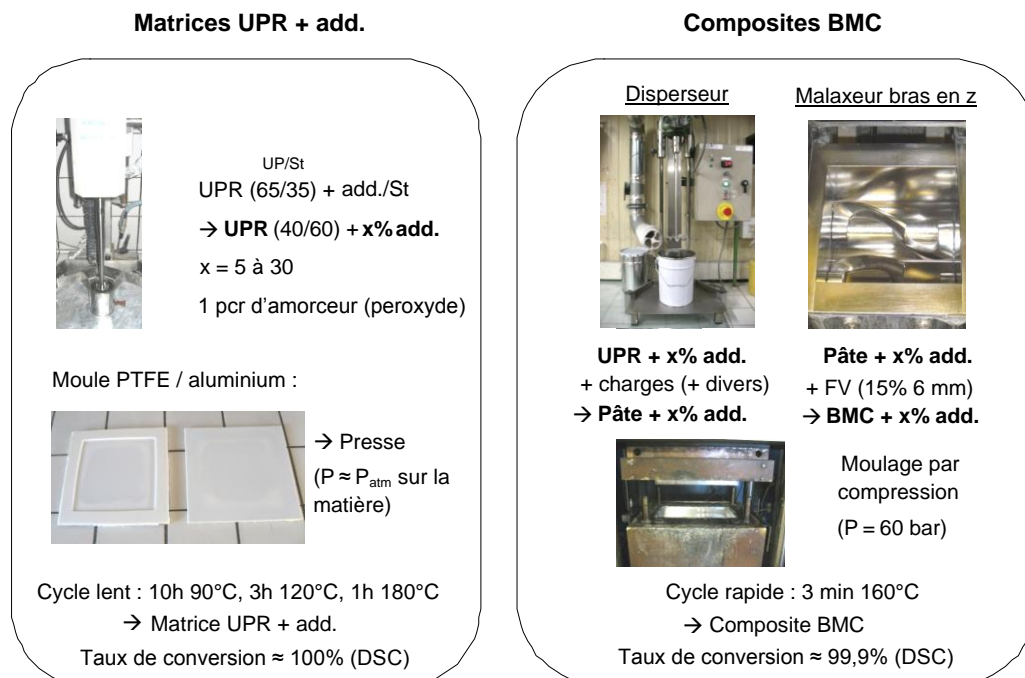 Matrices UPR + add.
UP/St
UPR (65/35) + add./St
→ UPR (40/60) + x% add.
x = 5 à 30
1 pcr d'amorceur (peroxyde)
Moule PTFE / aluminium :
→ Presse
(P ≈ Patm sur la
matière)
Cycle lent : 10h 90°C, 3h 120°C, 1h 180°C
→ Matrice UPR + add.
Taux de conversion ≈ 100% (DSC)
Composites BMC
Disperseur
Malaxeur bras en z
UPR + x% add.
+ charges (+ divers)
→ Pâte + x% add.
Pâte + x% add.
+ FV (15% 6 mm)
→ BMC + x% add.
Moulage par
compression
(P = 60 bar)
Cycle rapide : 3 min 160°C
→ Composite BMC
Taux de conversion ≈ 99,9% (DSC)